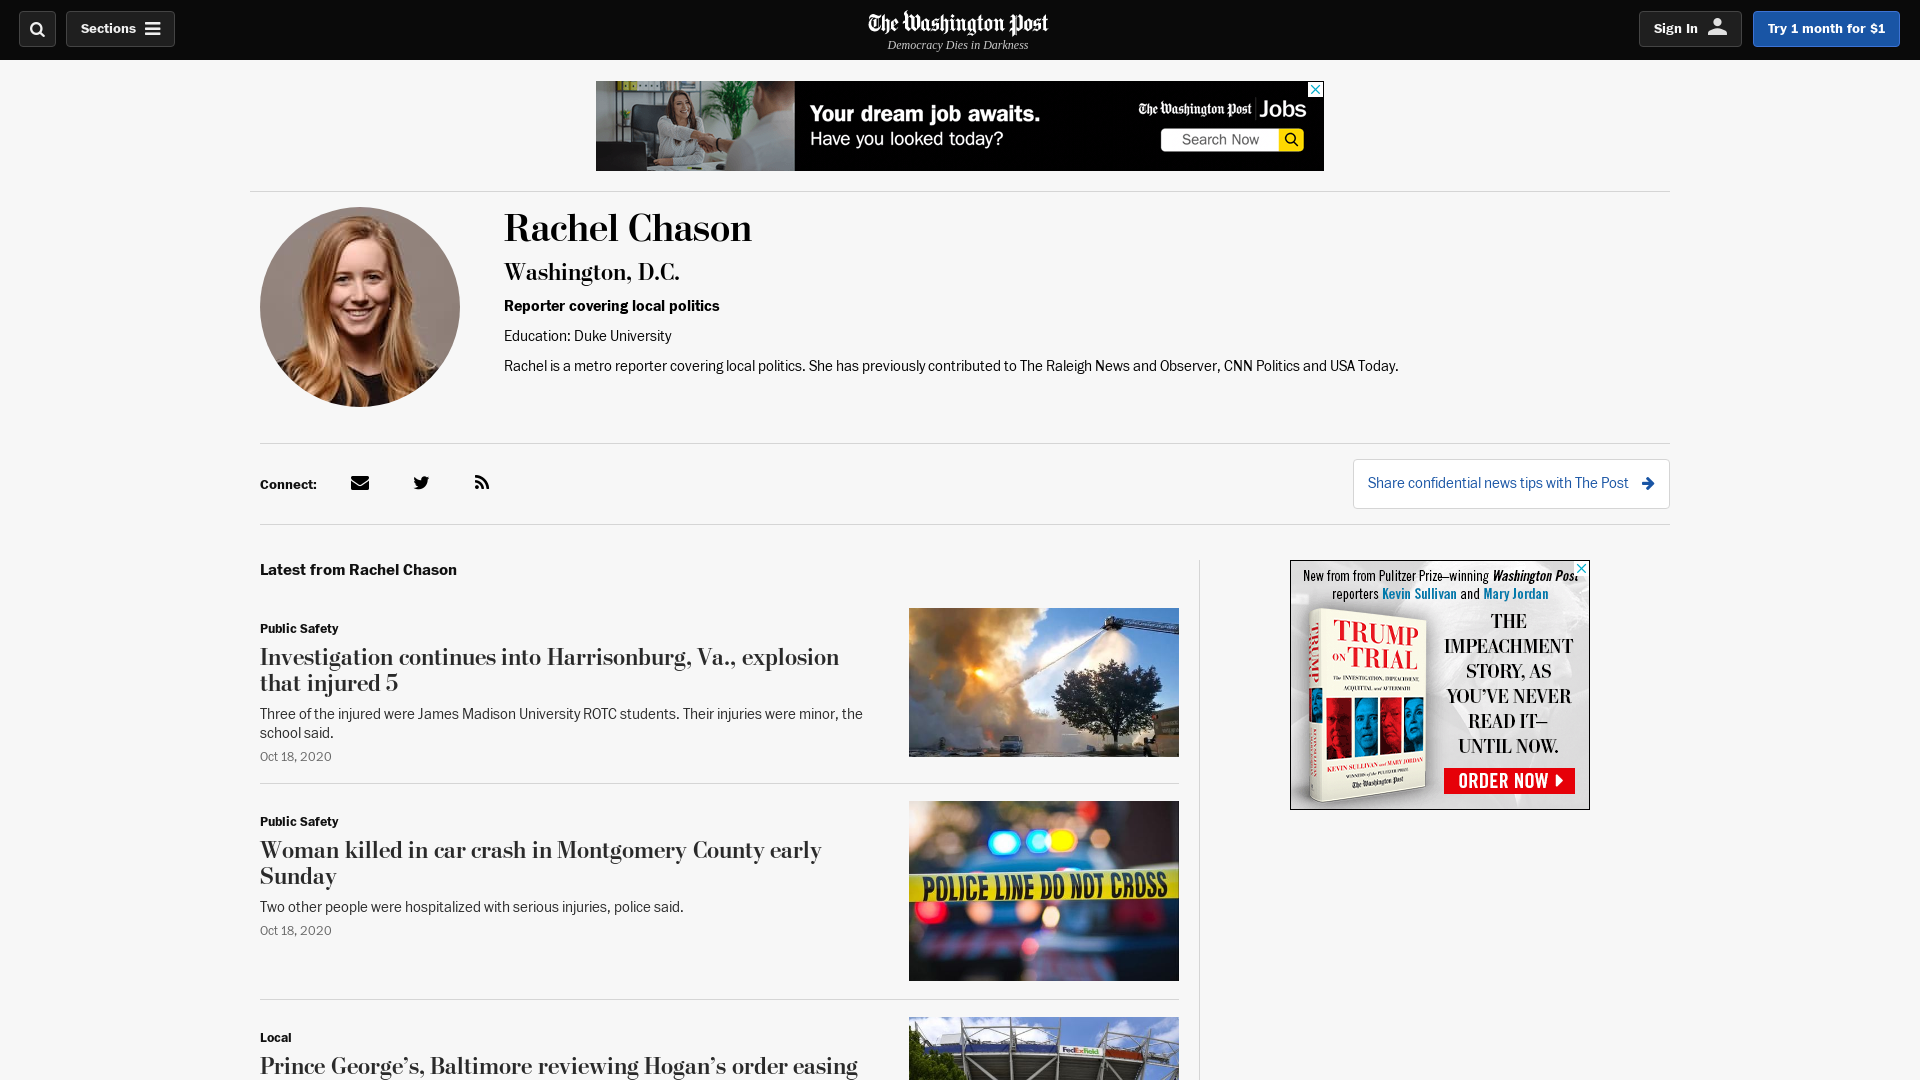 Sections
The Washington Post
Democracy Dies in Darkness
Sign In
Try 1 month for $1
Your dream job awaits.
Have you looked today?
The Washington Post Jobs
Search Now
Rachel Chason
Washington, D.C.
Reporter covering local politics
Education: Duke University
Rachel is a metro reporter covering local politics. She has previously contributed to The Raleigh News and Observer, CNN Politics and USA Today.
Connect:
Share confidential news tips with The Post
Latest from Rachel Chason
Public Safety
Investigation continues into Harrisonburg, Va., explosion
that injured 5
Three of the injured were James Madison University ROTC students. Their injuries were minor, the
school said.
Oct 18, 2020
Public Safety
Woman killed in car crash in Montgomery County early
Sunday
Two other people were hospitalized with serious injuries, police said.
Oct 18, 2020
POLICE LINE DO NOT CROSS
Local
Prince George’s, Baltimore reviewing Hogan’s order easing
FedExField
New from from Pulitzer Prize–winning Washington Post
reporters Kevin Sullivan and Mary Jordan
TRUMP
ON TRIAL
THE INVESTIGATION, IMPEACHMENT,
ACQUITTAL and AFTERMATH
KEVIN SULLIVAN and MARY JORDAN
WINNERS of the PULITZER PRIZE
The Washington Post
THE
IMPEACHMENT
STORY, AS
YOU’VE NEVER
READ IT—
UNTIL NOW.
ORDER NOW